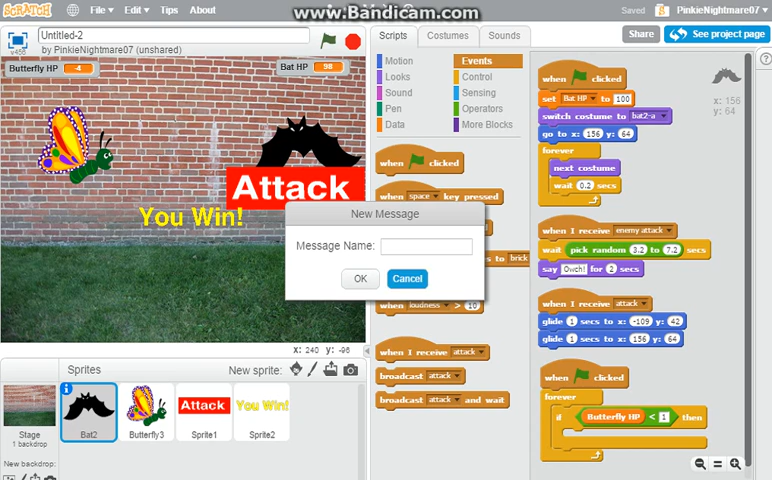 www.Bandicam.com
SCRATCH
File
Edit
Tips
About
Saved
PinkieNightmare07
v456
Untitled-2
by PinkieNightmare07 (unshared)
Scripts
Costumes
Sounds
Share
See project page
Butterfly HP -4
Bat HP 98
Attack
You Win!
New Message
Message Name:
OK
Cancel
Motion
Looks
Sound
Pen
Data
Events
Control
Sensing
Operators
More Blocks
when clicked
when space key pressed
to brick
when loudness > 10
when I receive attack
broadcast attack
broadcast attack and wait
when clicked
set Bat HP to 100
switch costume to bat2-a
go to x: 156 y: 64
forever
next costume
wait 0.2 secs
when I receive enemy attack
wait pick random 3.2 to 7.2 secs
say Owch! for 2 secs
when I receive attack
glide 1 secs to x: -109 y: 42
glide 1 secs to x: 156 y: 64
when clicked
forever
if Butterfly HP < 1 then
x: 156
y: 64
x: 240 y: -96
Sprites
New sprite:
Stage
1 backdrop
New backdrop:
Bat2
Butterfly3
Attack
Sprite1
You Win!
Sprite2